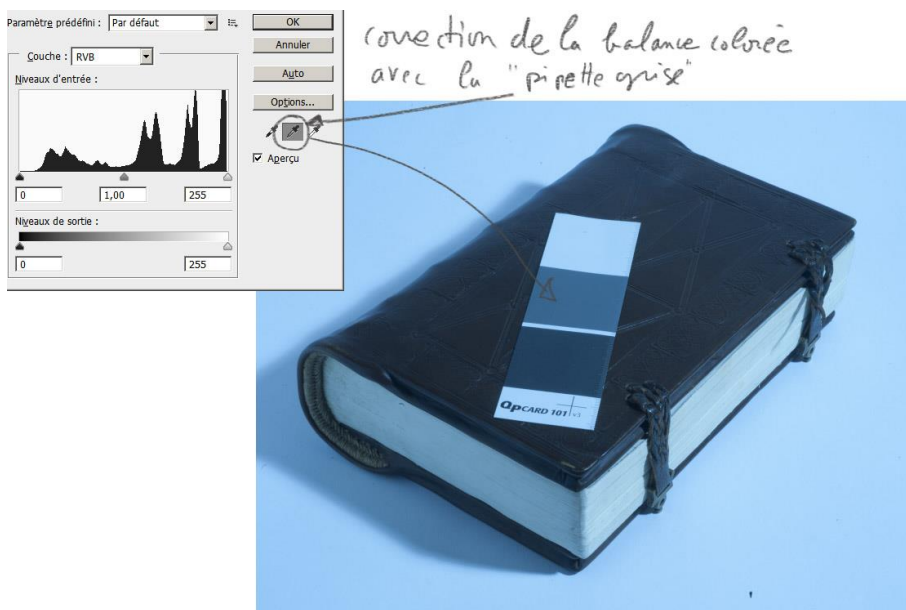 Paramètre prédéfini : Par défaut
OK
Annuler
Couche : RVB
Auto
Niveaux d'entrée :
Options...
Aperçu
0 1,00 255
Niveaux de sortie :
0 255
correction de la balance colorée
avec la "pipette grise"
QPCARD 101 v3